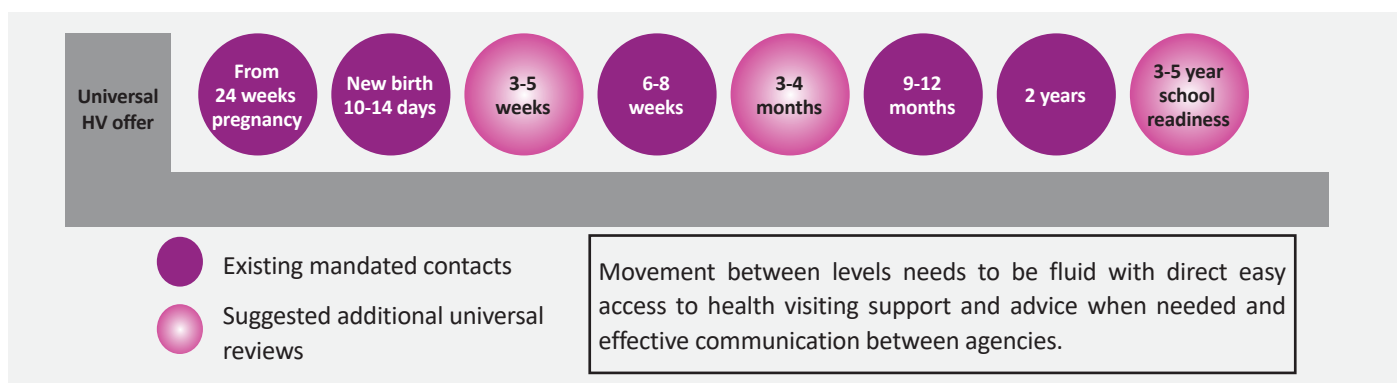 Universal
HV offer
From
24 weeks
pregnancy
New birth
10-14 days
3-5
weeks
6-8
weeks
3-4
months
9-12
months
2 years
3-5 year
school
readiness
Existing mandated contacts
Suggested additional universal
reviews
Movement between levels needs to be fluid with direct easy
access to health visiting support and advice when needed and
effective communication between agencies.